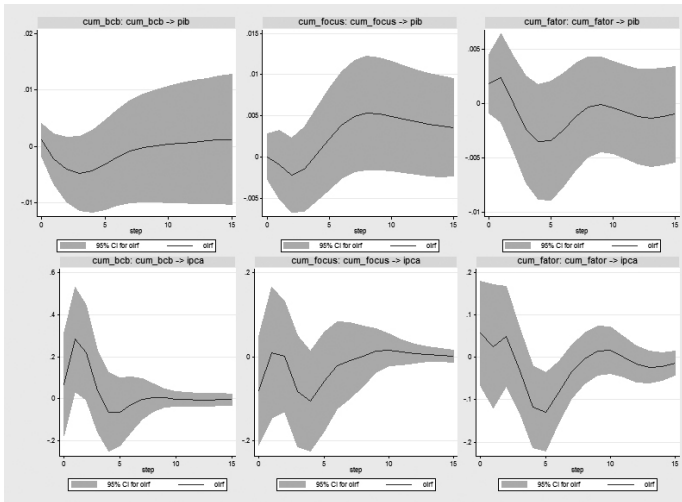 cum_bcb: cum_bcb -> pib
.02
.01
0
-.01
0
5
10
15
step
95% CI for oirf
oirf
cum_focus: cum_focus -> pib
.015
.01
.005
0
-.005
0
5
10
15
step
95% CI for oirf
oirf
cum_fator: cum_fator -> pib
.005
0
-.005
-.01
0
5
10
15
step
95% CI for oirf
oirf
cum_bcb: cum_bcb -> ipca
.6
.4
.2
0
-.2
0
5
10
15
step
95% CI for oirf
oirf
cum_focus: cum_focus -> ipca
.2
0
-.2
0
5
10
15
step
95% CI for oirf
oirf
cum_fator: cum_fator -> ipca
.2
.1
0
-.1
-.2
0
5
10
15
step
95% CI for oirf
oirf